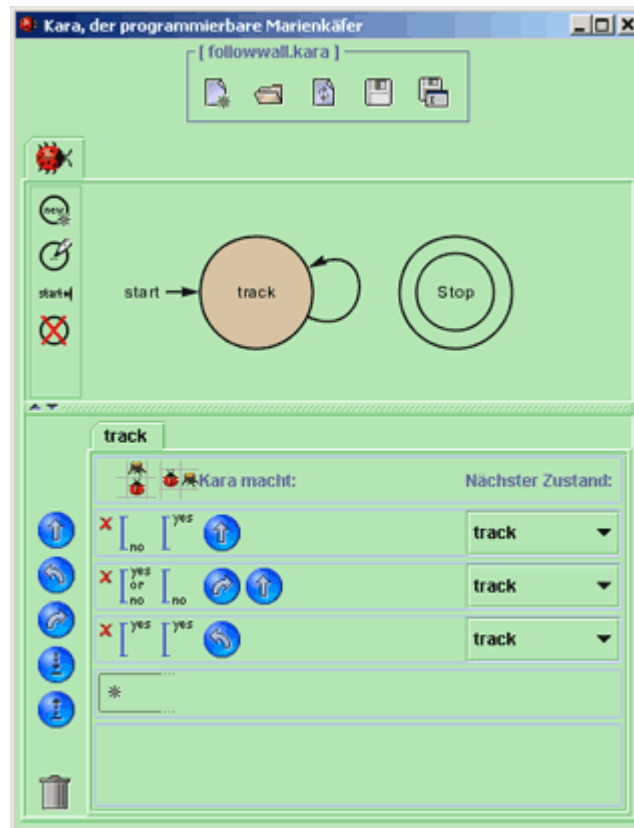 Kara, der programmierbare Marienkäfer
[ followwall.kara ]
new
start
start
track
Stop
track
Kara macht:
Nächster Zustand:
no
yes
track
yes
or
no
no
track
yes
yes
track